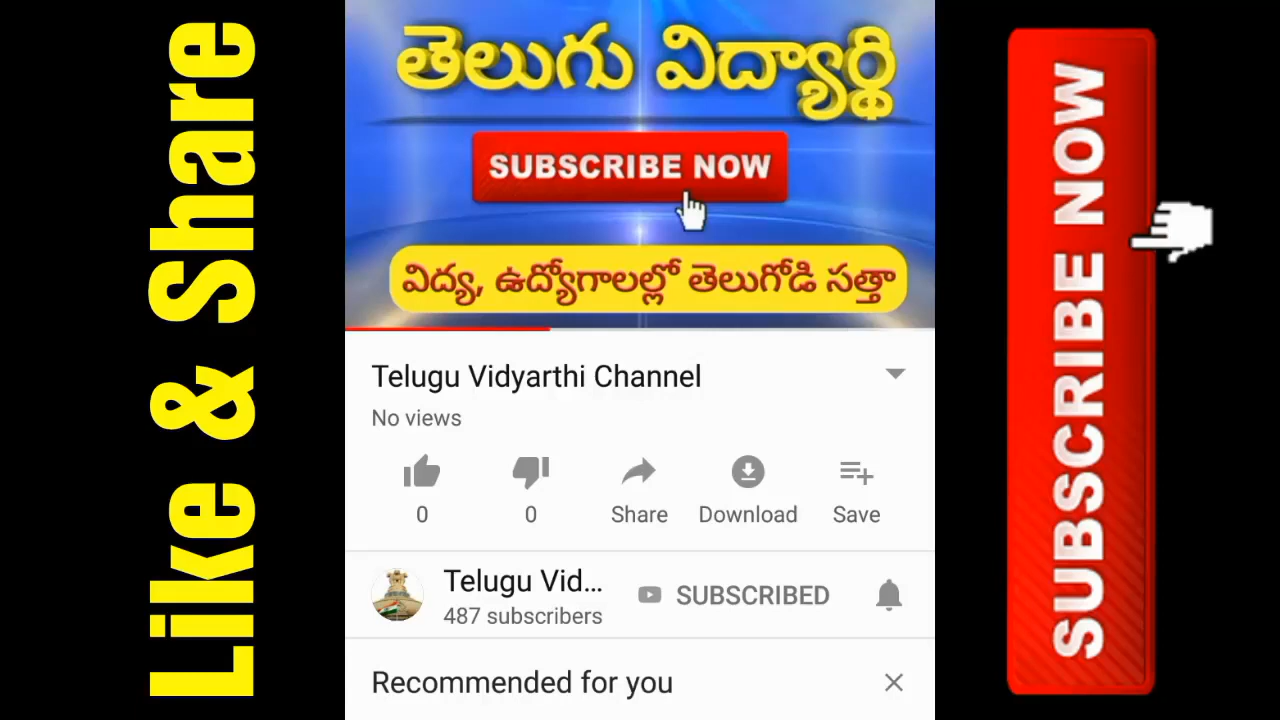 Like & Share
తెలుగు విద్యార్థి
SUBSCRIBE NOW
విద్య, ఉద్యోగాలల్లో తెలుగోడి సత్తా
Telugu Vidyarthi Channel
No views
0
0
Share
Download
Save
Telugu Vid...
487 subscribers
SUBSCRIBED
Recommended for you
SUBSCRIBE NOW